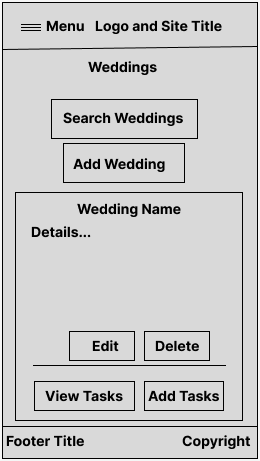 Menu Logo and Site Title
Weddings
Search Weddings
Add Wedding
Wedding Name
Details...
Edit Delete
View Tasks Add Tasks
Footer Title Copyright